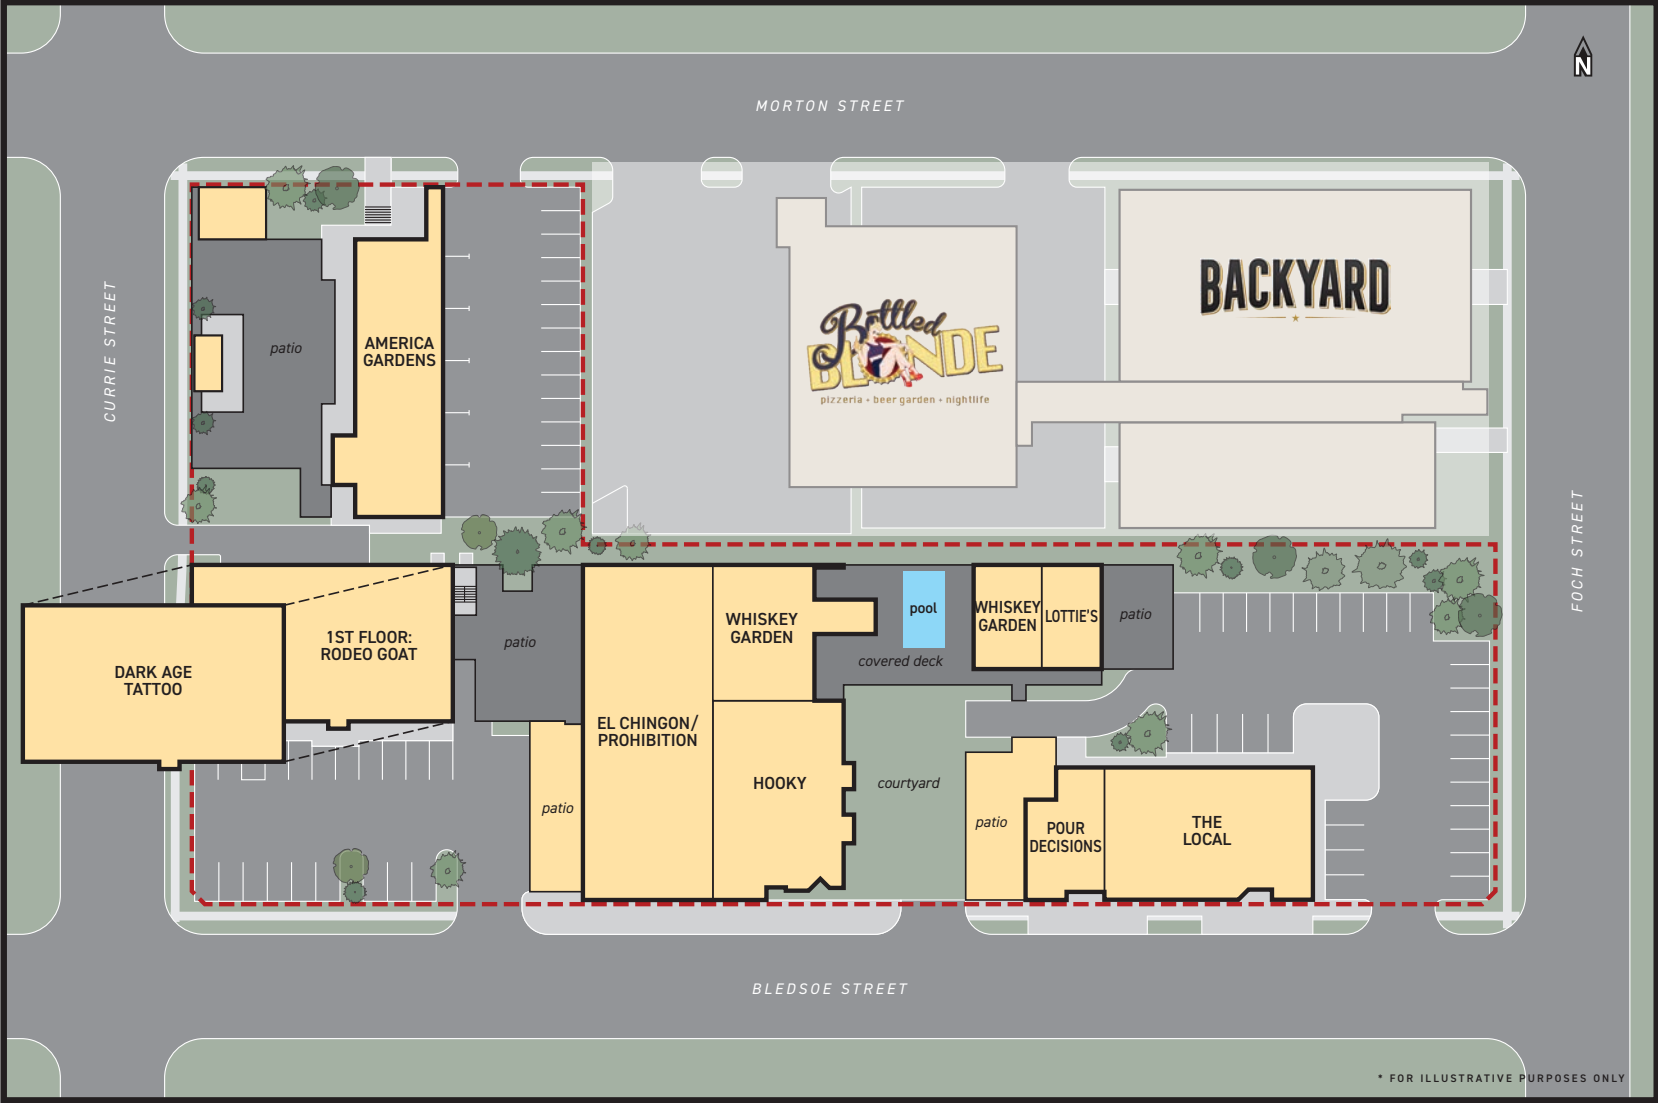 N
MORTON STREET
CURRIE STREET
FOCH STREET
BLEDSOE STREET
patio
AMERICA
GARDENS
Bottled
BLONDE
pizzeria • beer garden • nightlife
BACKYARD
DARK AGE
TATTOO
1ST FLOOR:
RODEO GOAT
patio
patio
EL CHINGON/
PROHIBITION
WHISKEY
GARDEN
HOOKY
pool
covered deck
courtyard
WHISKEY
GARDEN
LOTTIE'S
patio
patio
POUR
DECISIONS
THE
LOCAL
* FOR ILLUSTRATIVE PURPOSES ONLY